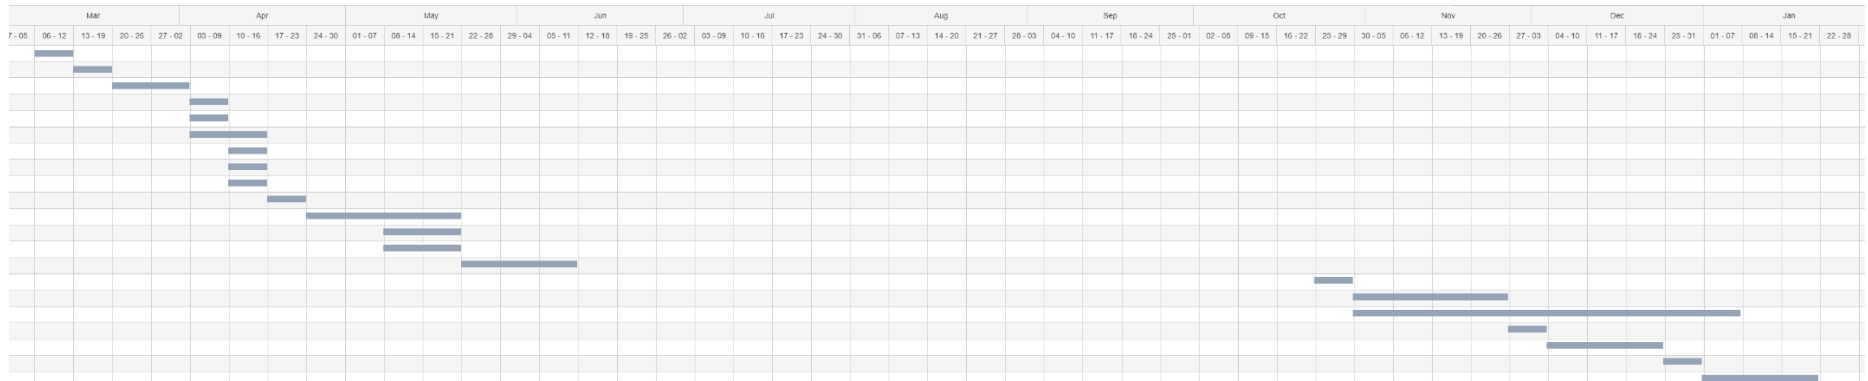 Mar Apr May Jun Jul Aug Sep Oct Nov Dec Jan
7 - 05 06 - 12 13 - 19 20 - 26 27 - 02 03 - 09 10 - 16 17 - 23 24 - 30 01 - 07 08 - 14 15 - 21 22 - 28 29 - 04 05 - 11 12 - 18 19 - 25 26 - 02 03 - 09 10 - 16 17 - 23 24 - 30 31 - 06 07 - 13 14 - 20 21 - 27 28 - 03 04 - 10 11 - 17 18 - 24 25 - 01 02 - 08 09 - 15 16 - 22 23 - 29 30 - 05 06 - 12 13 - 19 20 - 26 27 - 03 04 - 10 11 - 17 18 - 24 25 - 31 01 - 07 08 - 14 15 - 21 22 - 28